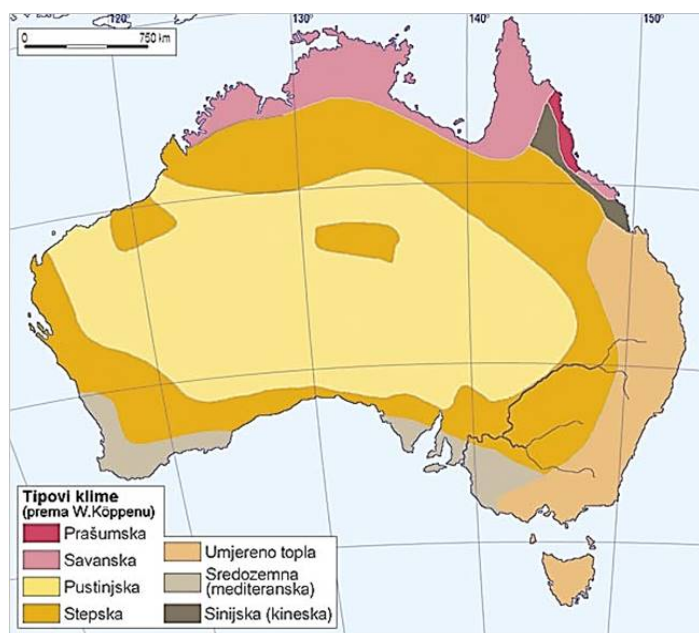 120°
130°
140°
150°
0 750 km
Tipovi klime
(prema W.Köppenu)
Prašumska
Savanska
Pustinjska
Stepska
Umjereno topla
Sredozemna
(mediteranska)
Sinijska (kineska)